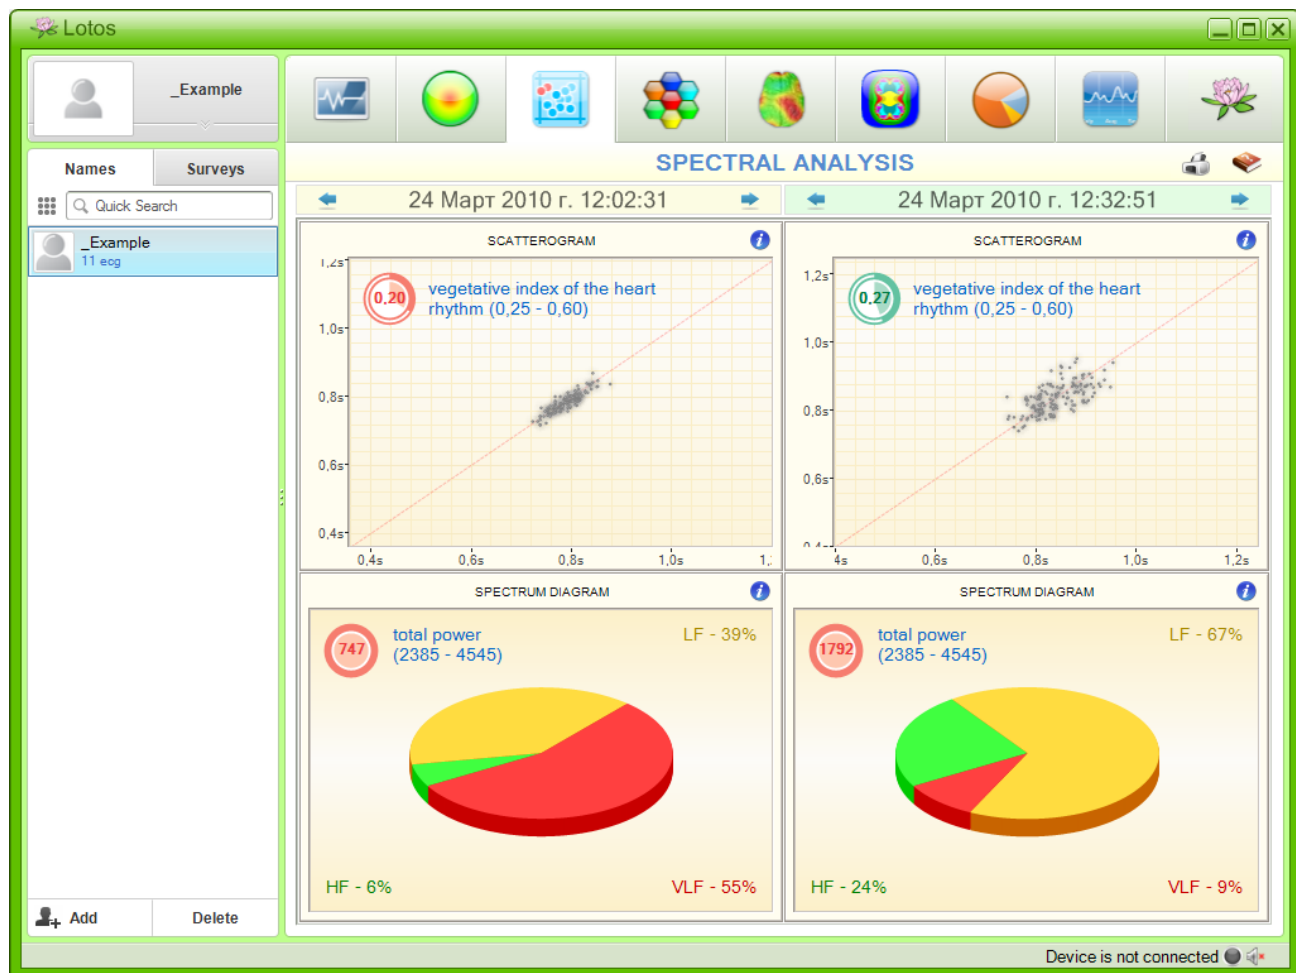 Lotos
_Example
Names
Surveys
Quick Search
_Example
11 ecg
Add
Delete
SPECTRAL ANALYSIS
24 Март 2010 г. 12:02:31
24 Март 2010 г. 12:32:51
SCATTEROGRAM
1,2s
1,0s
0,8s
0,6s
0,4s
0,20
vegetative index of the heart
rhythm (0,25 - 0,60)
0,4s
0,6s
0,8s
1,0s
SCATTEROGRAM
1,2s
1,0s
0,8s
0,6s
0,27
vegetative index of the heart
rhythm (0,25 - 0,60)
4s
0,6s
0,8s
1,0s
1,2s
SPECTRUM DIAGRAM
747
total power
(2385 - 4545)
LF - 39%
HF - 6%
VLF - 55%
SPECTRUM DIAGRAM
1792
total power
(2385 - 4545)
LF - 67%
HF - 24%
VLF - 9%
Device is not connected